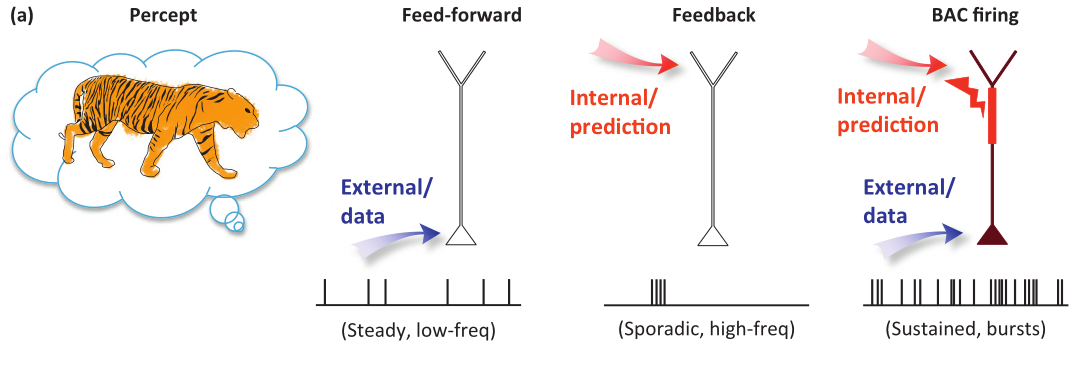 (a)
Percept
Feed-forward
Feedback
BAC firing
External/
data
(Steady, low-freq)
Internal/
prediction
(Sporadic, high-freq)
Internal/
prediction
External/
data
(Sustained, bursts)